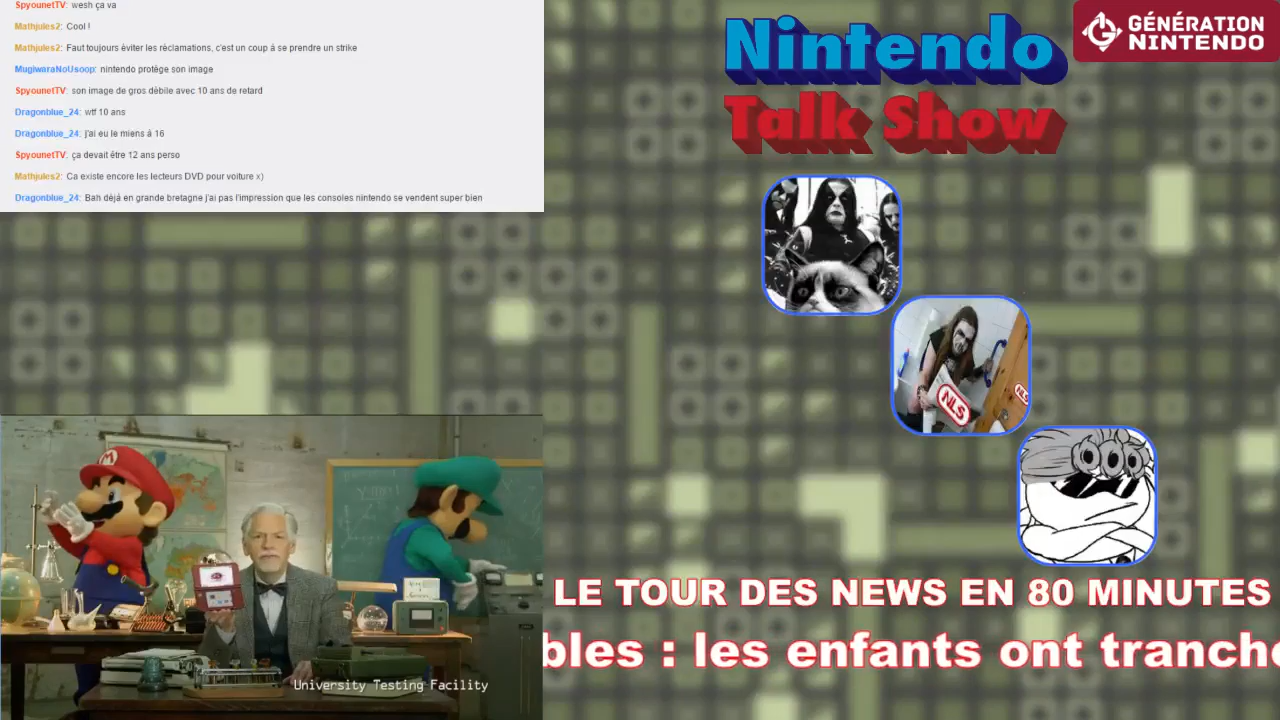 SpyounetTV: wesh ça va
Mathjules2: Cool !
Mathjules2: Faut toujours éviter les réclamations, c'est un coup à se prendre un strike
MugiwaraNoUsoop: nintendo protège son image
SpyounetTV: son image de gros débile avec 10 ans de retard
Dragonblue_24: wtf 10 ans
Dragonblue_24: j'ai eu le miens à 16
SpyounetTV: ça devait être 12 ans perso
Mathjules2: Ca existe encore les lecteurs DVD pour voiture x)
Dragonblue_24: Bah déjà en grande bretagne j'ai pas l'impression que les consoles nintendo se vendent super bien
Nintendo
Talk Show
GÉNÉRATION
NINTENDO
NLS
LE TOUR DES NEWS EN 80 MINUTES
bles : les enfants ont tranch
University Testing Facility